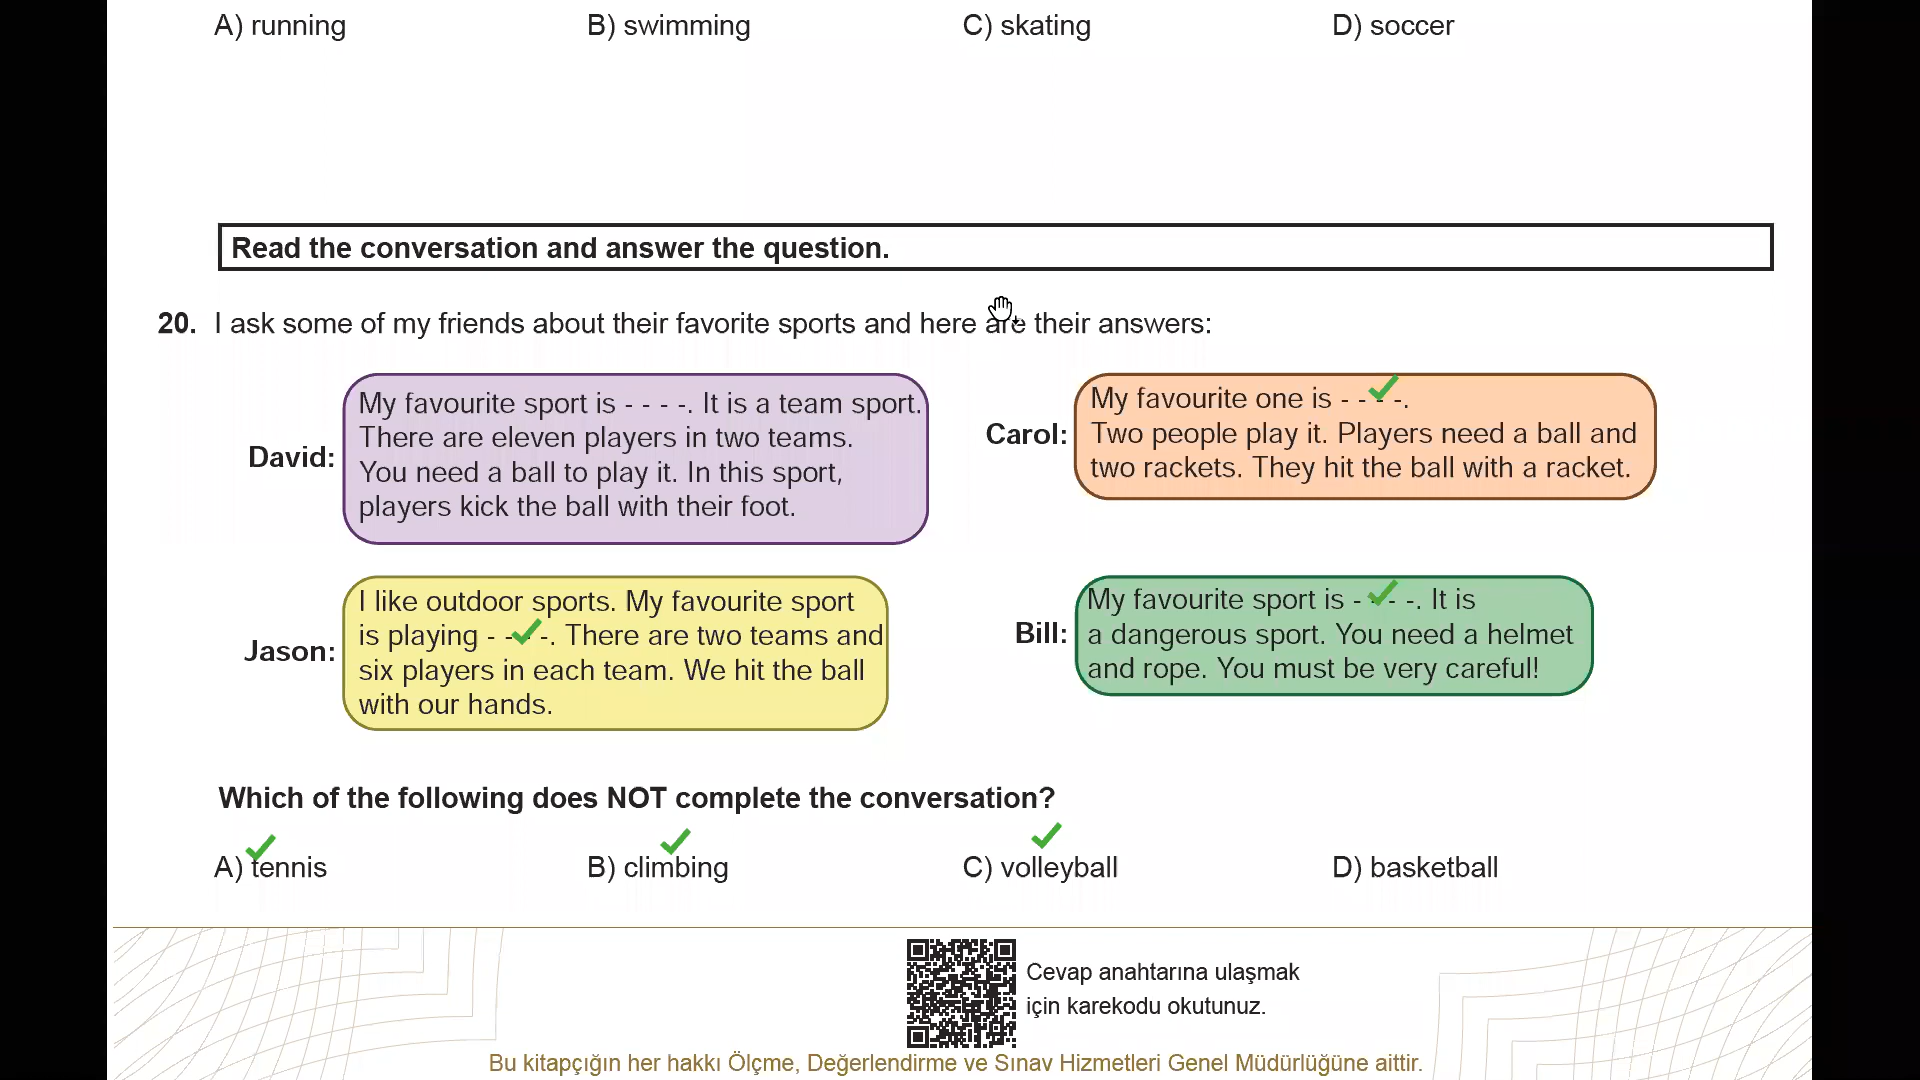 A) running B) swimming C) skating D) soccer
Read the conversation and answer the question.
20. I ask some of my friends about their favorite sports and here are their answers:
David:
My favourite sport is - - - -. It is a team sport.
There are eleven players in two teams.
You need a ball to play it. In this sport,
players kick the ball with their foot.
Carol:
My favourite one is - - - -.
Two people play it. Players need a ball and
two rackets. They hit the ball with a racket.
Jason:
I like outdoor sports. My favourite sport
is playing - - - -. There are two teams and
six players in each team. We hit the ball
with our hands.
Bill:
My favourite sport is - - - -. It is
a dangerous sport. You need a helmet
and rope. You must be very careful!
Which of the following does NOT complete the conversation?
A) tennis B) climbing C) volleyball D) basketball
Cevap anahtarına ulaşmak
için karekodu okutunuz.
Bu kitapçığın her hakkı Ölçme, Değerlendirme ve Sınav Hizmetleri Genel Müdürlüğüne aittir.